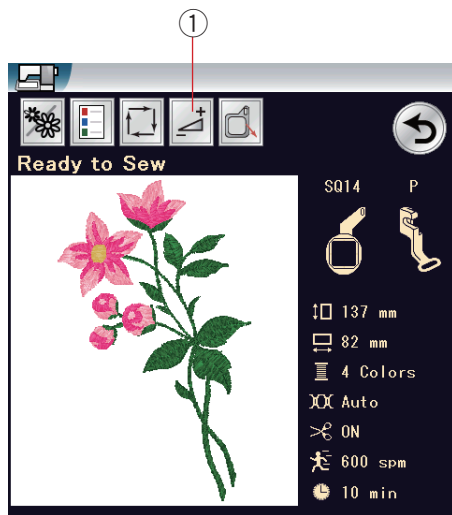 1
Ready to Sew
SQ14 P
137 mm
82 mm
4 Colors
Auto
ON
600 spm
10 min